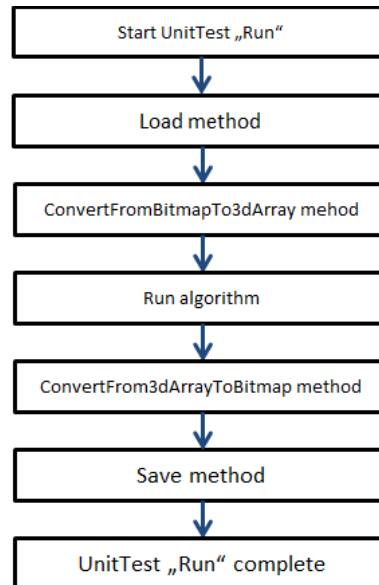 Start UnitTest „Run“
Load method
ConvertFromBitmapTo3dArray mehod
Run algorithm
ConvertFrom3dArrayToBitmap method
Save method
UnitTest „Run“ complete